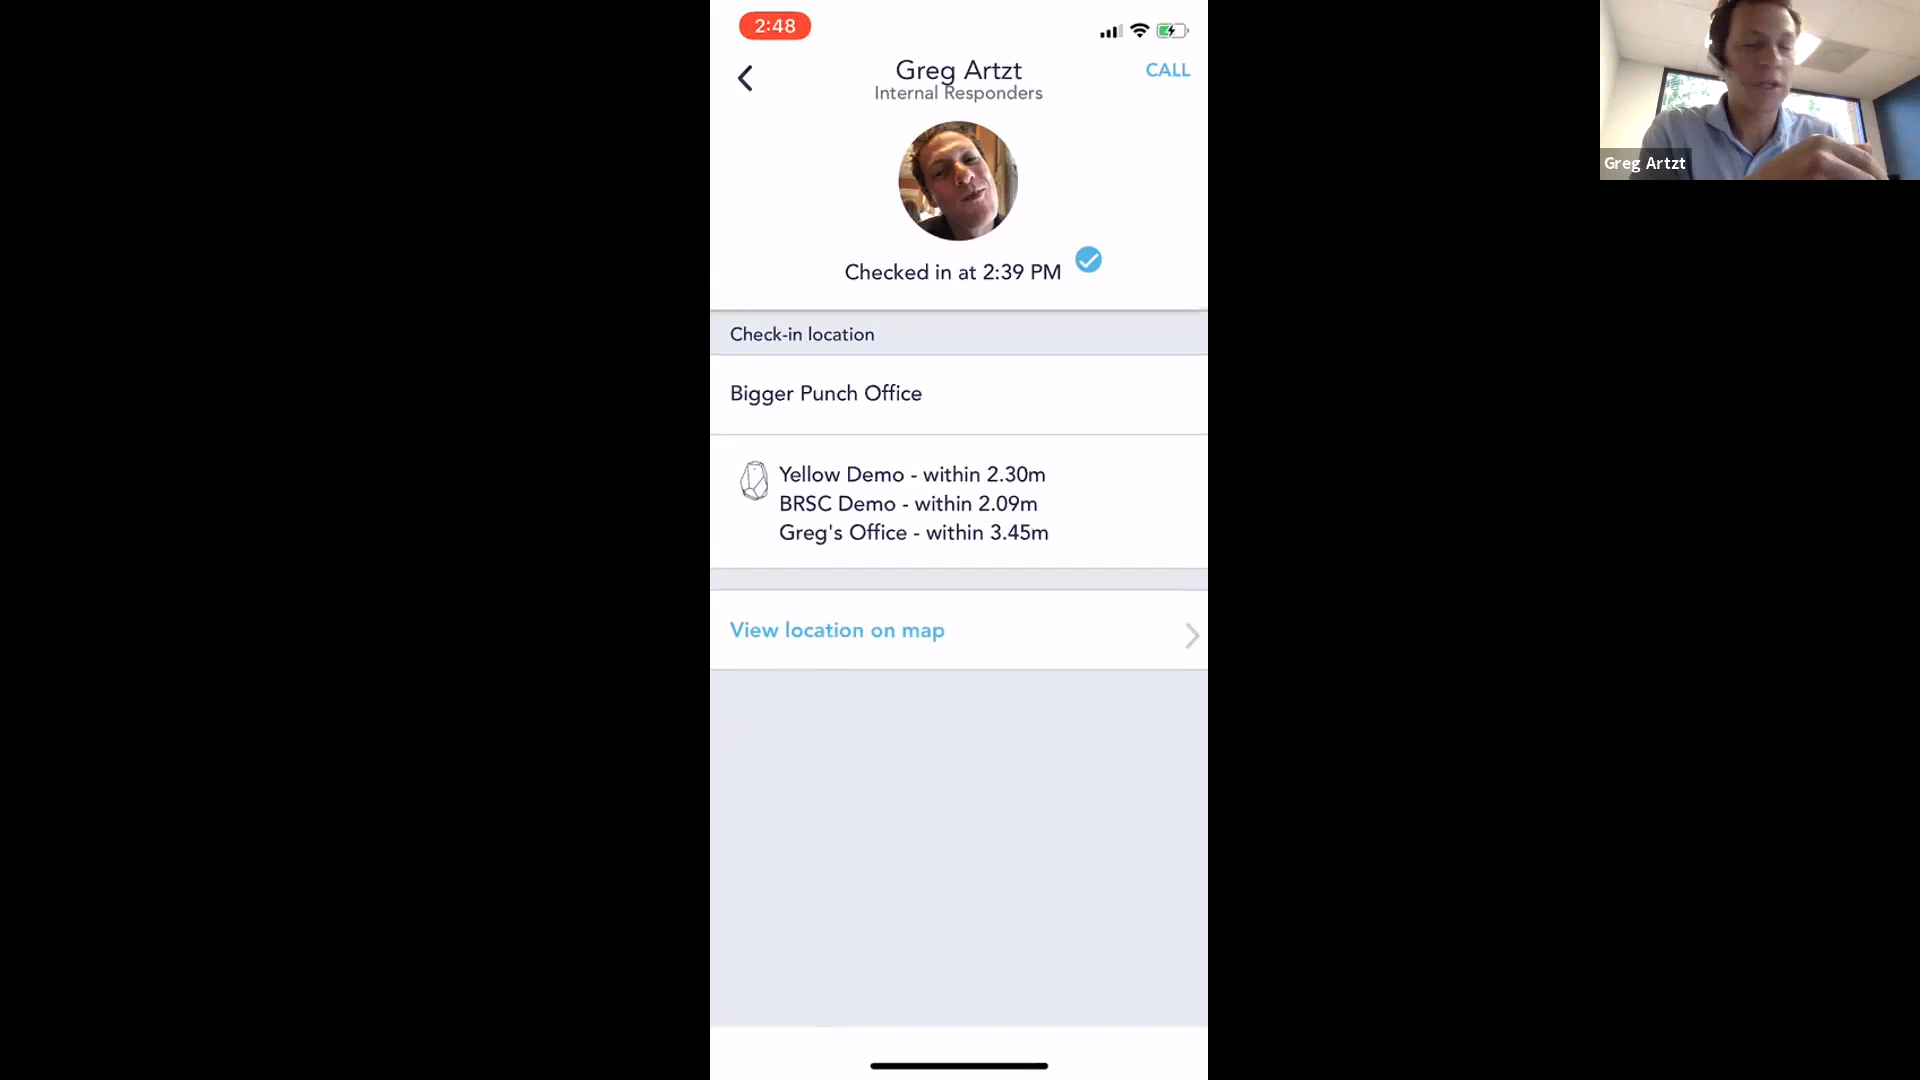 2:48
Greg Artzt
CALL
Internal Responders
Checked in at 2:39 PM
Check-in location
Bigger Punch Office
Yellow Demo - within 2.30m
BRSC Demo - within 2.09m
Greg's Office - within 3.45m
View location on map
Greg Artzt